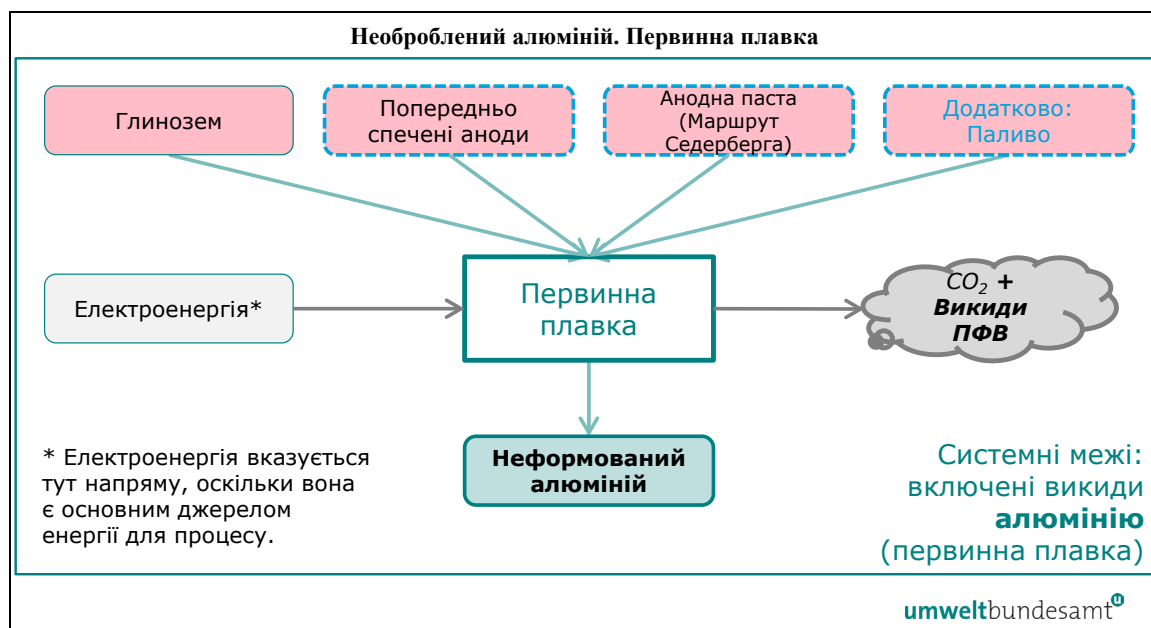 Необроблений алюміній. Первинна плавка
Глинозем
Попередньо
спечені аноди
Анодна паста
(Маршрут
Седерберга)
Додатково:
Паливо
Електроенергія*
Первинна
плавка
CO₂ +
Викиди
ПФВ
Неформований
алюміній
* Електроенергія вказується
тут напряму, оскільки вона
є основним джерелом
енергії для процесу.
Системні межі:
включені викиди
алюмінію
(первинна плавка)
umweltbundesamt
u